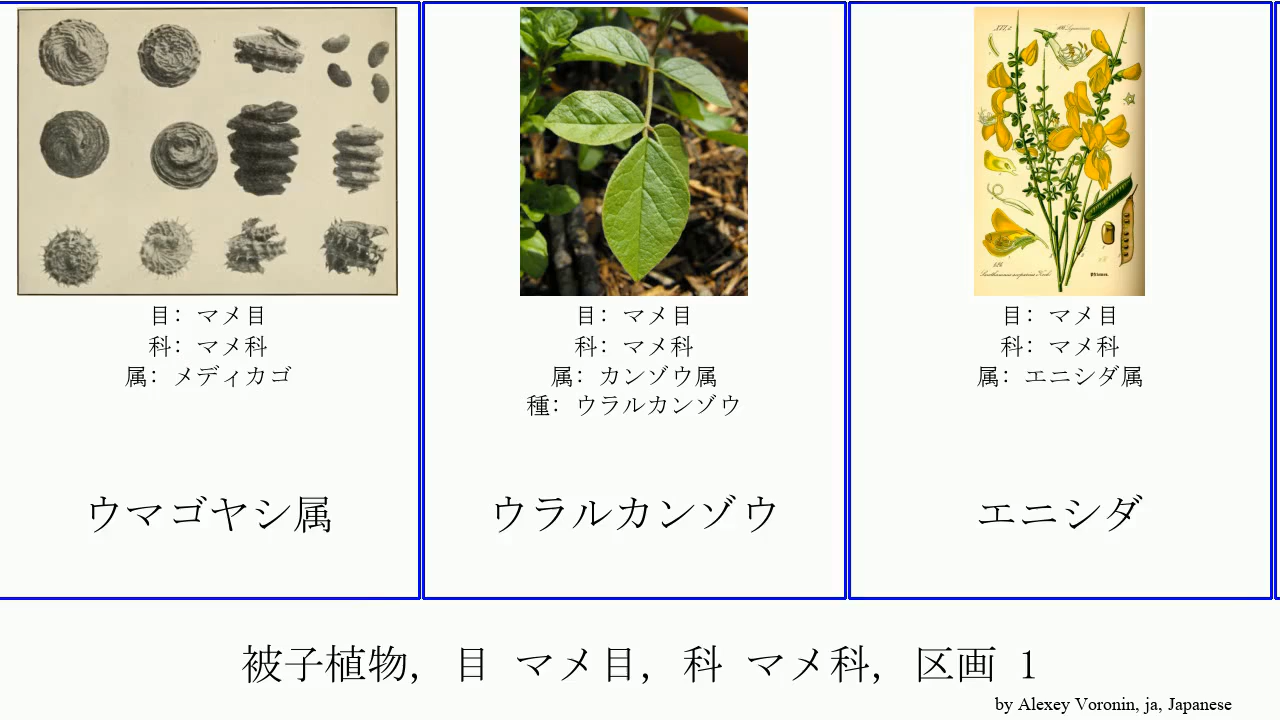 目: マメ目
科: マメ科
属: メディカゴ
ウマゴヤシ属
目: マメ目
科: マメ科
属: カンゾウ属
種: ウラルカンゾウ
ウラルカンゾウ
目: マメ目
科: マメ科
属: エニシダ属
エニシダ
被子植物, 目 マメ目, 科 マメ科, 区画 1
by Alexey Voronin, ja, Japanese